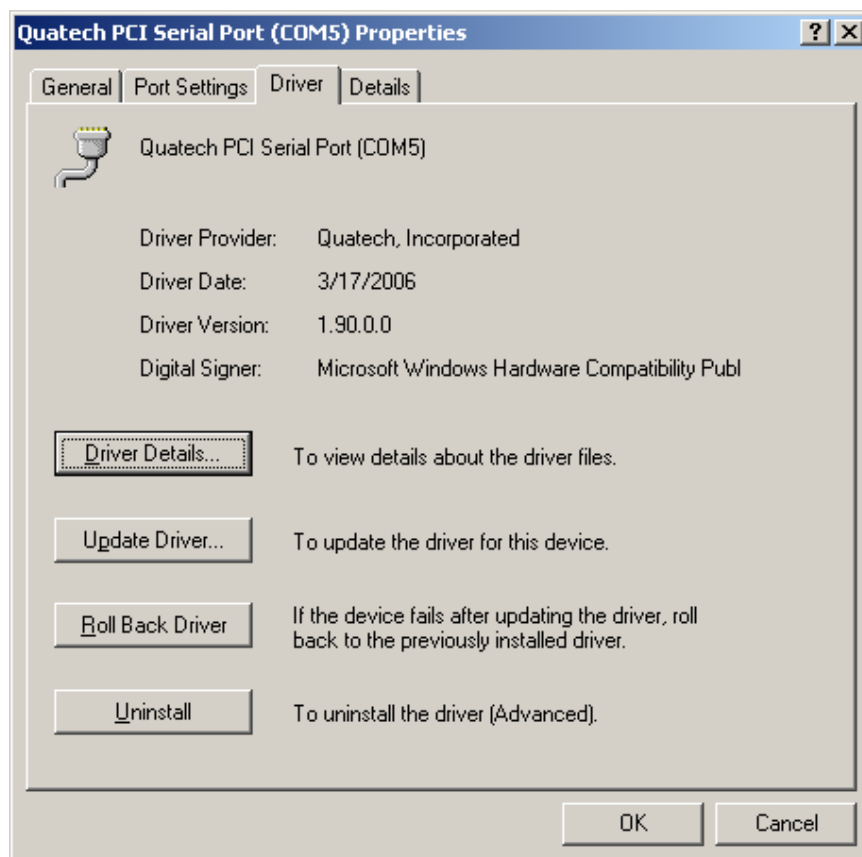 Quatech PCI Serial Port (COM5) Properties
General Port Settings Driver Details
Quatech PCI Serial Port (COM5)
Driver Provider: Quatech, Incorporated
Driver Date: 3/17/2006
Driver Version: 1.90.0.0
Digital Signer: Microsoft Windows Hardware Compatibility Publ
Driver Details... To view details about the driver files.
Update Driver... To update the driver for this device.
Roll Back Driver If the device fails after updating the driver, roll
back to the previously installed driver.
Uninstall To uninstall the driver (Advanced).
OK Cancel